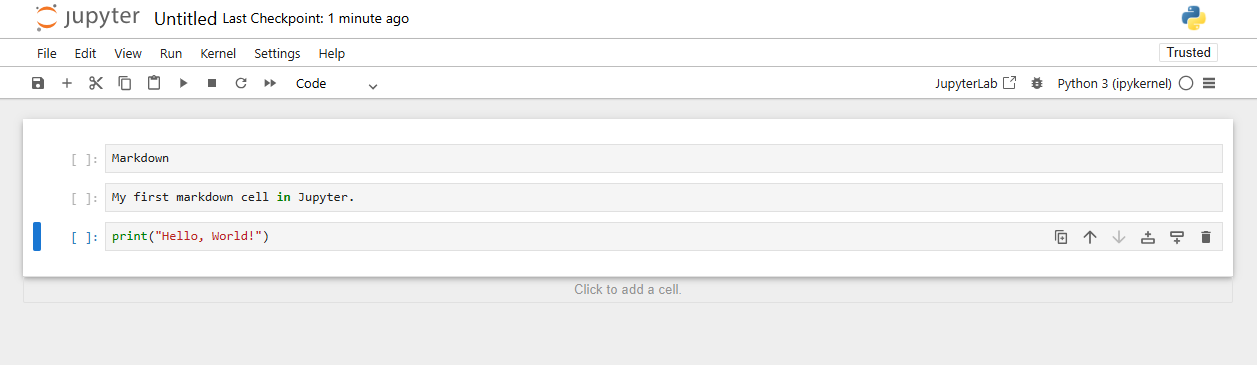 jupyter Untitled Last Checkpoint: 1 minute ago
File Edit View Run Kernel Settings Help Trusted
Code JupyterLab Python 3 (ipykernel)
[ ]: Markdown
[ ]: My first markdown cell in Jupyter.
[ ]: print("Hello, World!")
Click to add a cell.